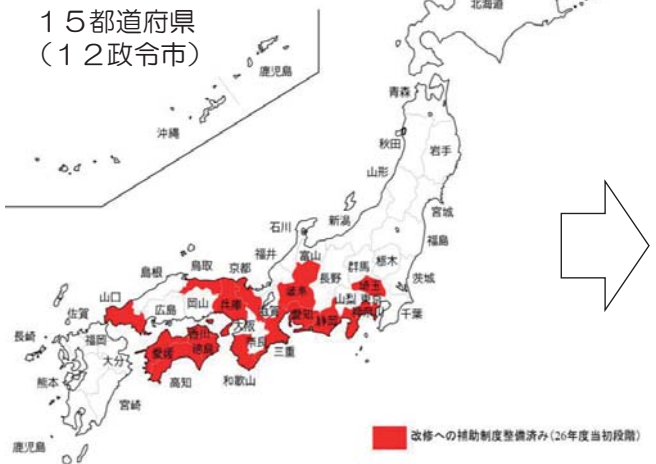 15都道府県
(12政令市)
北海道
鹿児島
沖縄
青森
秋田
岩手
山形
宮城
石川
新潟
福島
富山
福井
群馬
栃木
長野
茨城
島根
鳥取
京都
岐阜
埼玉
山梨
東京
山口
岡山
兵庫
滋賀
愛知
静岡
神奈川
千葉
佐賀
広島
大阪
奈良
三重
長崎
福岡
香川
大分
愛媛
徳島
熊本
高知
和歌山
宮崎
鹿児島
改修への補助制度整備済み(26年度当初段階)